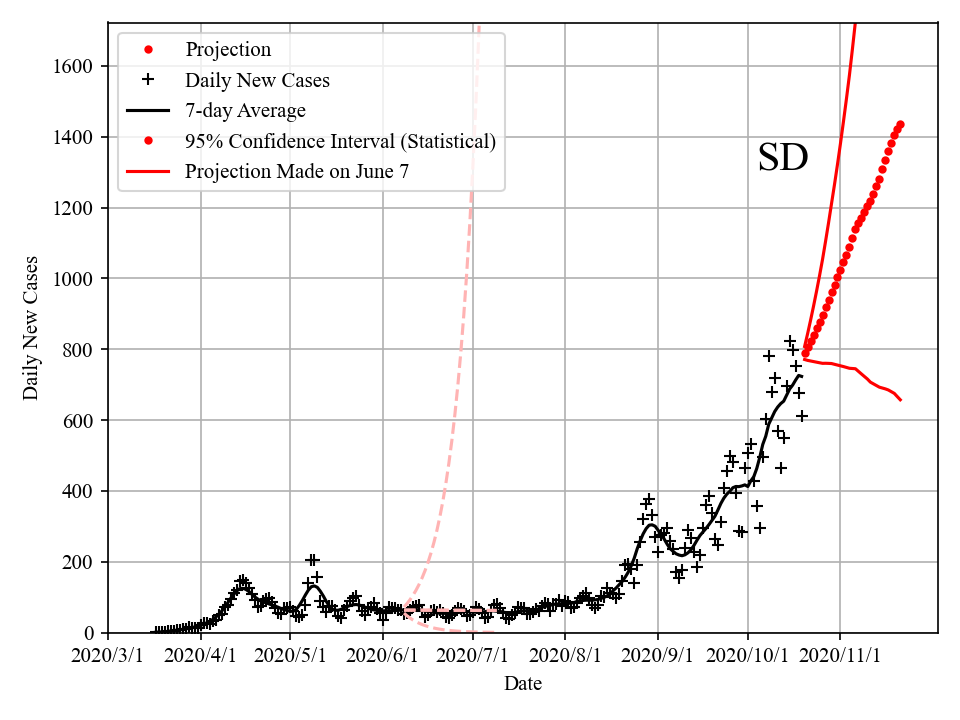 Projection
Daily New Cases
7-day Average
95% Confidence Interval (Statistical)
Projection Made on June 7
SD
1600
1400
1200
1000
800
600
400
200
0
Daily New Cases
2020/3/1 2020/4/1 2020/5/1 2020/6/1 2020/7/1 2020/8/1 2020/9/1 2020/10/1 2020/11/1
Date